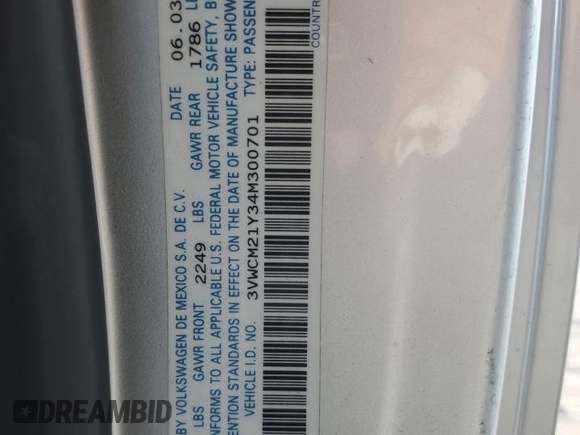 BY VOLKSWAGEN DE MEXICO S.A. DE C.V. DATE 06.03
LBS GAWR FRONT 2249 LBS GAWR REAR 1786
TO ALL APPLICABLE U.S. FEDERAL MOTOR VEHICLE SAFETY, B
STANDARDS IN EFFECT ON THE DATE OF MANUFACTURE SHOW
VEHICLE I.D. NO. 3VWCM21Y34M300701 TYPE: PASSEN
COUNTR
DREAMBID